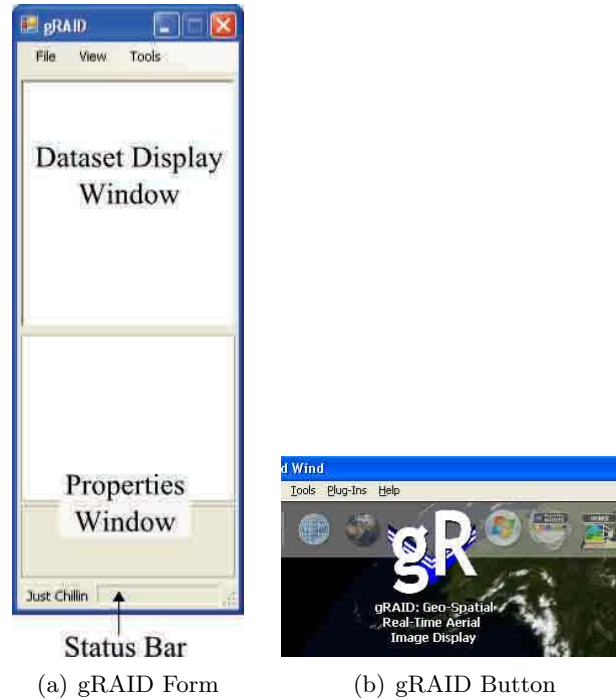 gRAID
File View Tools
Dataset Display
Window
Properties
Window
Just Chillin
Status Bar
(a) gRAID Form
d Wind
Tools Plug-Ins Help
gR
gRAID: Geo-Spatial
Real-Time Aerial
Image Display
(b) gRAID Button